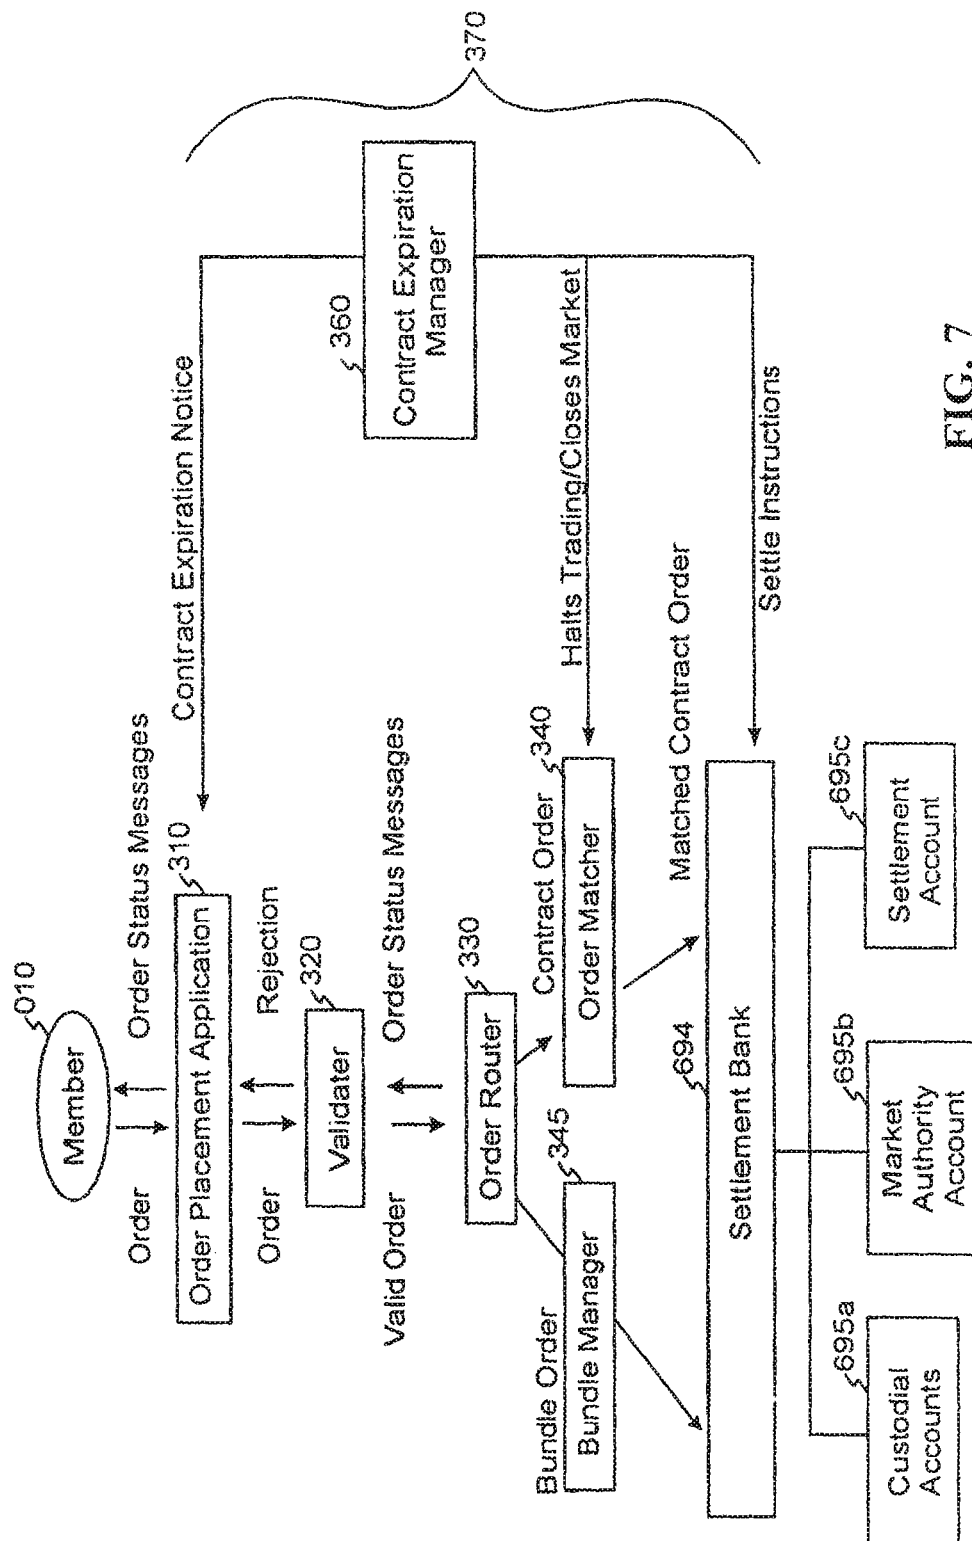 010
Member
Order
Order Status Messages
310
Order Placement Application
Contract Expiration Notice
Order
Rejection
320
Validater
Valid Order
Order Status Messages
360
Contract Expiration
Manager
370
330
Order Router
Bundle Order
345
Bundle Manager
Contract Order
340
Order Matcher
Halts Trading/Closes Market
Matched Contract Order
694
Settlement Bank
Settle Instructions
695a
Custodial
Accounts
695b
Market
Authority
Account
695c
Settlement
Account
FIG. 7